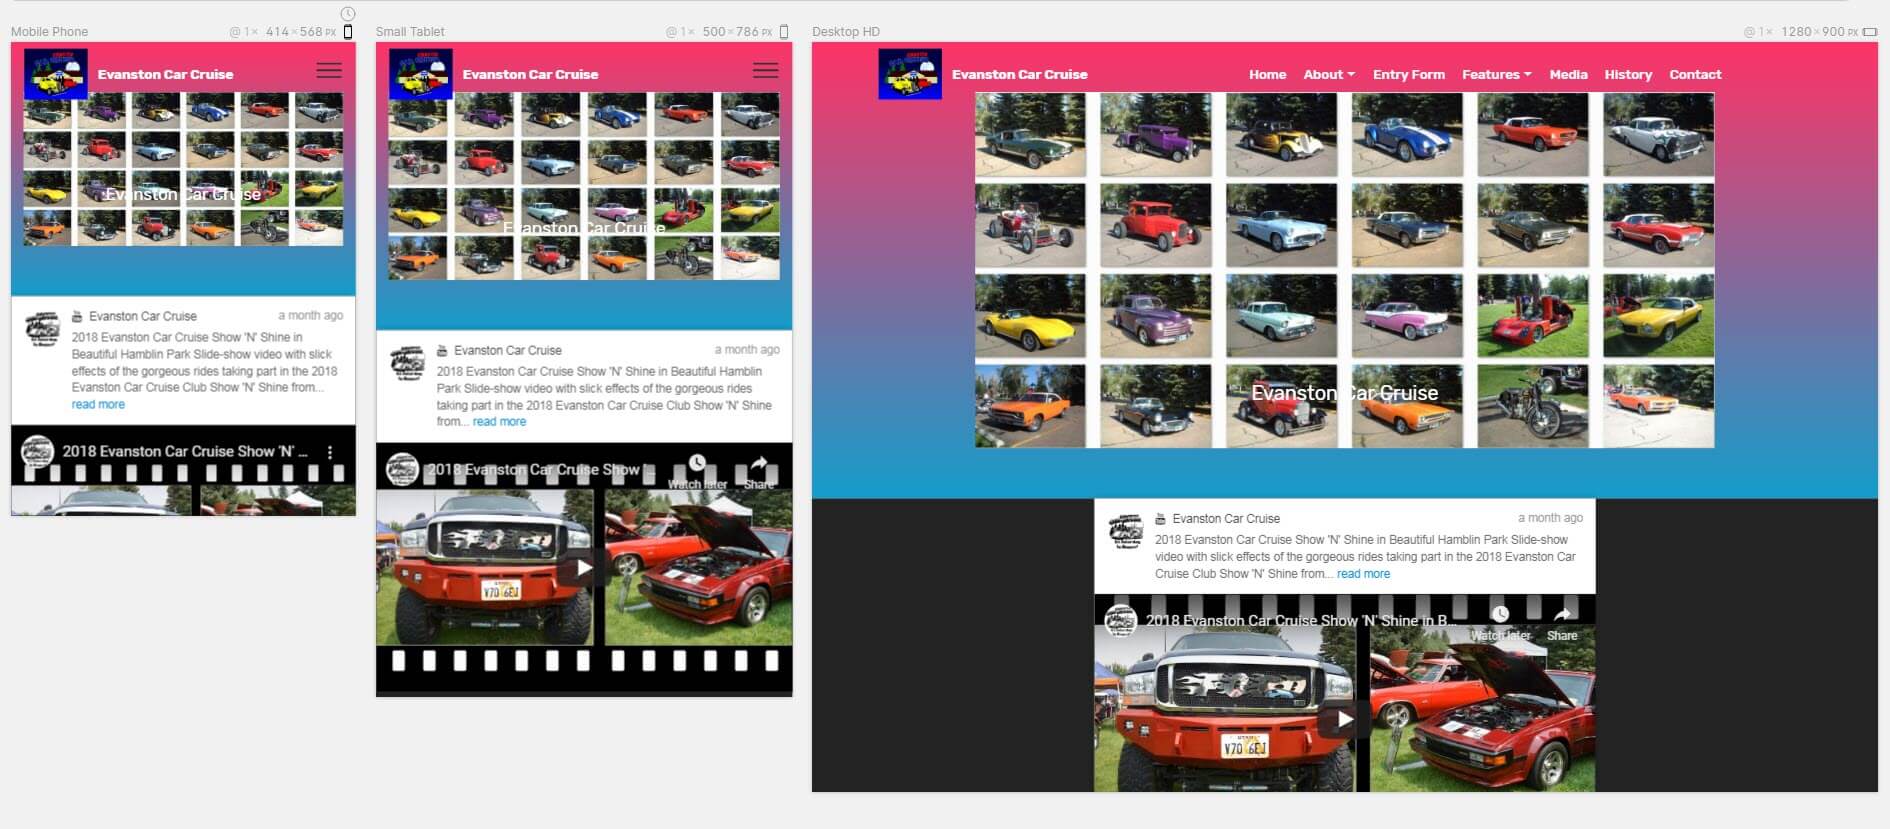 Mobile Phone @ 1× 414×568 PX
Evanston Car Cruise
Evanston Car Cruise
Evanston Car Cruise a month ago
2018 Evanston Car Cruise Show 'N' Shine in
Beautiful Hamblin Park Slide-show video with slick
effects of the gorgeous rides taking part in the 2018
Evanston Car Cruise Club Show 'N' Shine from...
read more
2018 Evanston Car Cruise Show 'N' ...
Small Tablet @ 1× 500×786 PX
Evanston Car Cruise
Evanston Car Cruise
Evanston Car Cruise a month ago
2018 Evanston Car Cruise Show 'N' Shine in Beautiful Hamblin
Park Slide-show video with slick effects of the gorgeous rides
taking part in the 2018 Evanston Car Cruise Club Show 'N' Shine
from... read more
2018 Evanston Car Cruise Show '...
Watch later Share
V70 6EJ
Desktop HD @ 1× 1280×900 PX
Evanston Car Cruise Home About Entry Form Features Media History Contact
Evanston Car Cruise
Evanston Car Cruise a month ago
2018 Evanston Car Cruise Show 'N' Shine in Beautiful Hamblin Park Slide-show
video with slick effects of the gorgeous rides taking part in the 2018 Evanston Car
Cruise Club Show 'N' Shine from... read more
2018 Evanston Car Cruise Show 'N' Shine in B...
Watch later Share
V70 6EJ